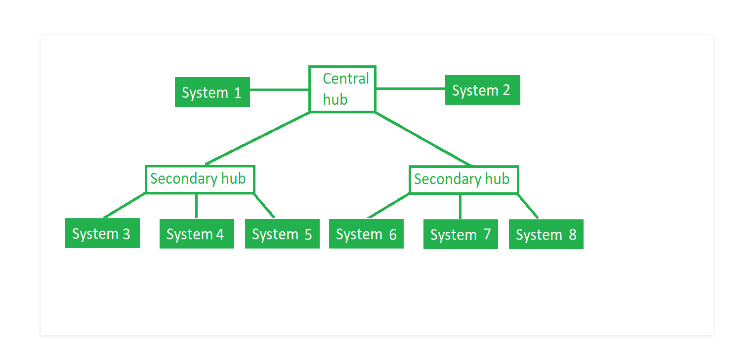 Central
hub
System 1
System 2
Secondary hub
Secondary hub
System 3
System 4
System 5
System 6
System 7
System 8